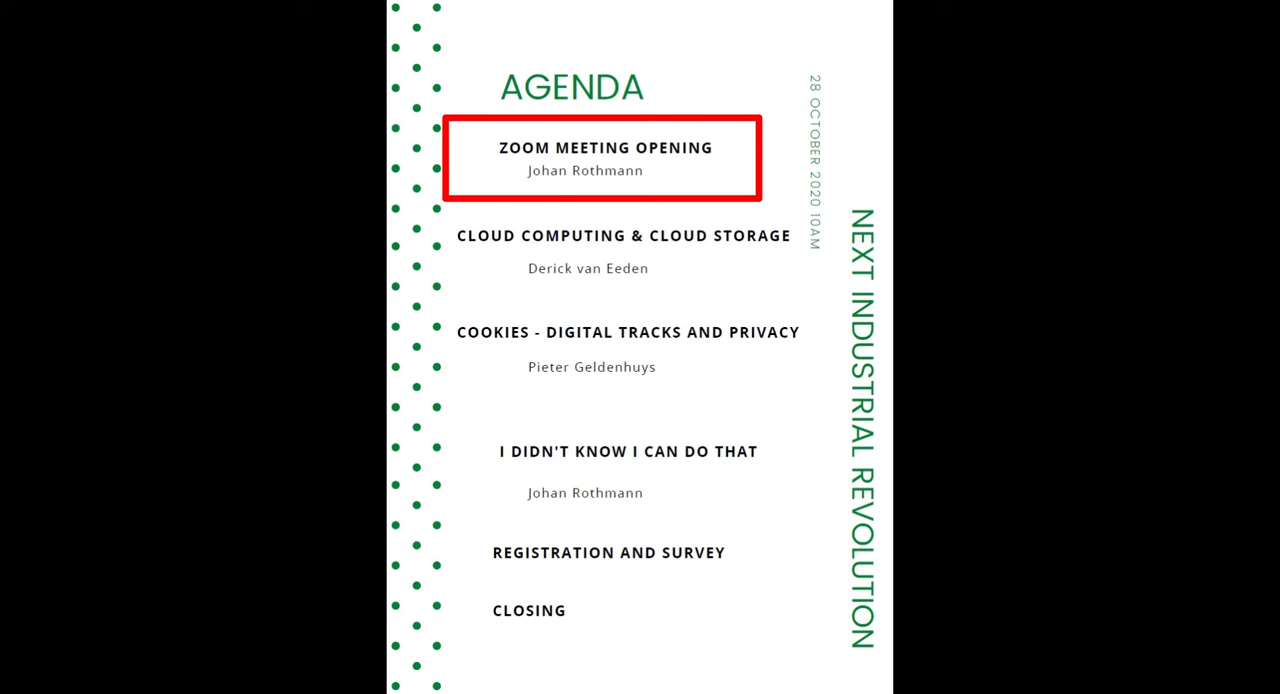 AGENDA
ZOOM MEETING OPENING
Johan Rothmann
CLOUD COMPUTING & CLOUD STORAGE
Derick van Eeden
COOKIES - DIGITAL TRACKS AND PRIVACY
Pieter Geldenhuys
I DIDN'T KNOW I CAN DO THAT
Johan Rothmann
REGISTRATION AND SURVEY
CLOSING
28 OCTOBER 2020 10AM
NEXT INDUSTRIAL REVOLUTION